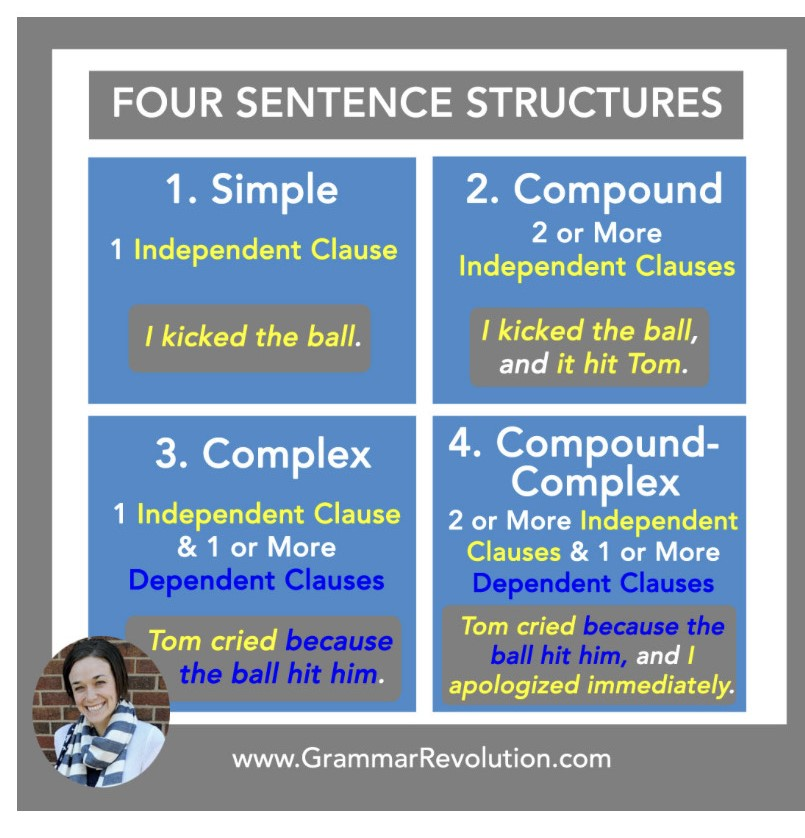 FOUR SENTENCE STRUCTURES
1. Simple
1 Independent Clause
I kicked the ball.
2. Compound
2 or More
Independent Clauses
I kicked the ball,
and it hit Tom.
3. Complex
1 Independent Clause
& 1 or More
Dependent Clauses
Tom cried because
the ball hit him.
4. Compound-
Complex
2 or More Independent
Clauses & 1 or More
Dependent Clauses
Tom cried because the
ball hit him, and I
apologized immediately.
www.GrammarRevolution.com